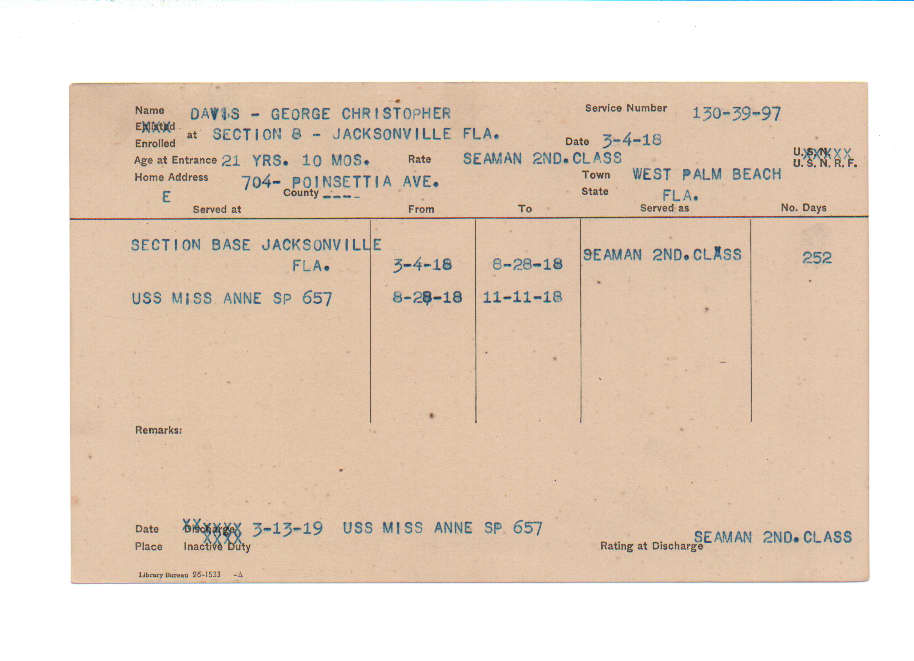 Name DAVIS - GEORGE CHRISTOPHER Service Number 130-39-97
Enlisted
Enrolled at SECTION 8 - JACKSONVILLE FLA. Date 3-4-18
Age at Entrance 21 YRS. 10 MOS. Rate SEAMAN 2ND. CLASS U.S.N.
U.S.N.R.F.
Home Address 704- POINSETTIA AVE. Town WEST PALM BEACH
E County ---- State FLA.
Served at From To Served as No. Days
SECTION BASE JACKSONVILLE
FLA. 3-4-18 8-28-18 SEAMAN 2ND. CLASS 252
USS MISS ANNE SP 657 8-28-18 11-11-18
Remarks:
Date Discharge 3-13-19 USS MISS ANNE SP 657
Place Inactive Duty Rating at Discharge SEAMAN 2ND. CLASS
Library Bureau 26-1533 -A